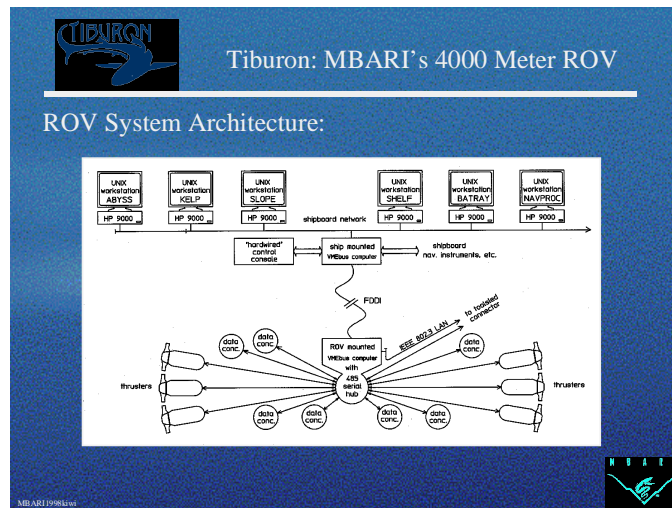 TIBURON
Tiburon: MBARI's 4000 Meter ROV
ROV System Architecture:
UNIX
workstation
ABYSS
HP 9000
UNIX
workstation
KELP
HP 9000
UNIX
workstation
SLOPE
HP 9000
UNIX
workstation
SHELF
HP 9000
UNIX
workstation
BATRAY
HP 9000
UNIX
workstation
NAVPROC
HP 9000
shipboard network
"hardwired"
control
console
ship mounted
VMEbus computer
shipboard
nav. instruments, etc.
FDDI
IEEE 802.3 LAN
to toolsled
connector
ROV mounted
VMEbus computer
with
485
serial
hub
data
conc.
data
conc.
data
conc.
thrusters
thrusters
data
conc.
data
conc.
data
conc.
data
conc.
MBARI1998kiwi
M B A R I